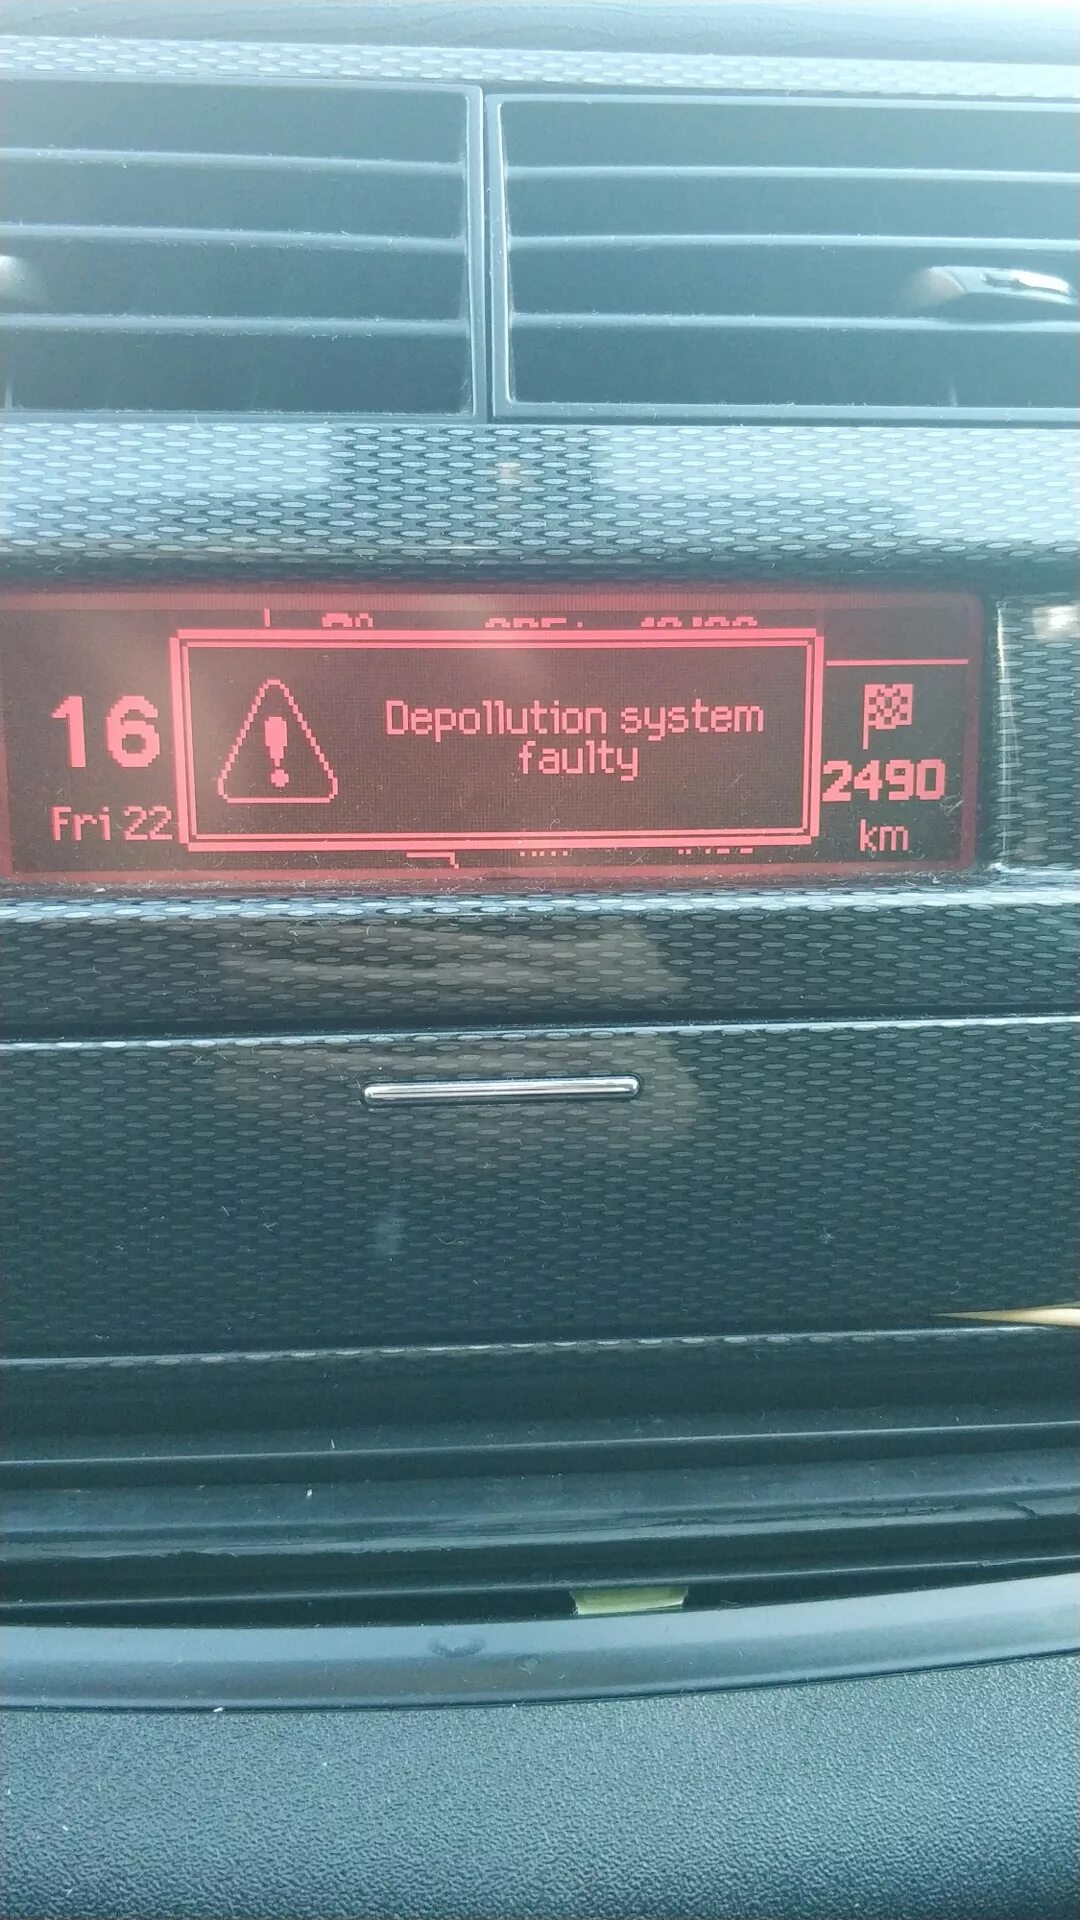 16
Fri 22
Depollution system
faulty
2490
km